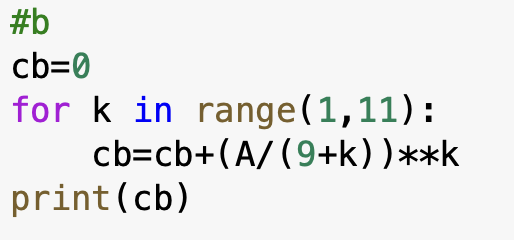 #b
cb=0
for k in range(1,11):
    cb=cb+(A/(9+k))**k
print(cb)